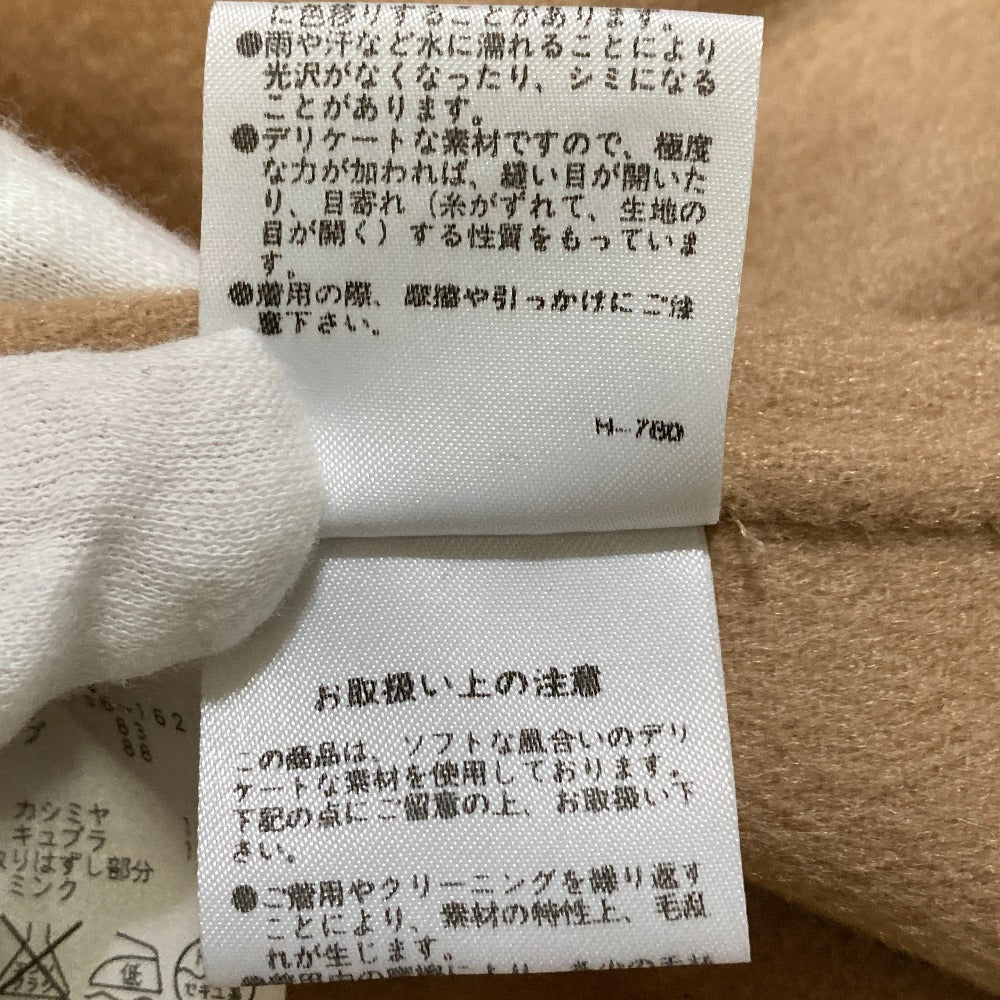 に色移りすることがあります。
●雨や汗など水に濡れることにより
光沢がなくなったり、シミになる
ことがあります。
●デリケートな素材ですので、極度
な力が加われば、縫い目が開いた
り、目寄れ（糸がずれて、生地の
目が開く）する性質をもっていま
す。
●着用の際、摩擦や引っかけにご注
意下さい。
H-780
お取扱い上の注意
この商品は、ソフトな風合いのデリ
ケートな素材を使用しております。
下記の点にご留意の上、お取扱い下
さい。
●ご着用やクリーニングを繰り返す
ことにより、素材の特性上、毛乱
れが生じます。
162
83
88
カシミヤ
キュプラ
取りはずし部分
ミンク
低
セキユ系